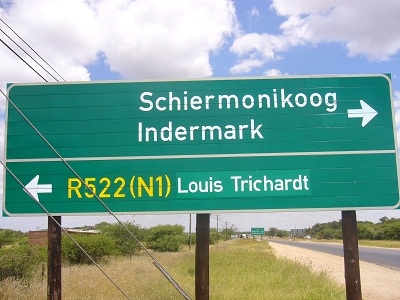 Schiermonikoog
Indermark
R522(N1) Louis Trichardt